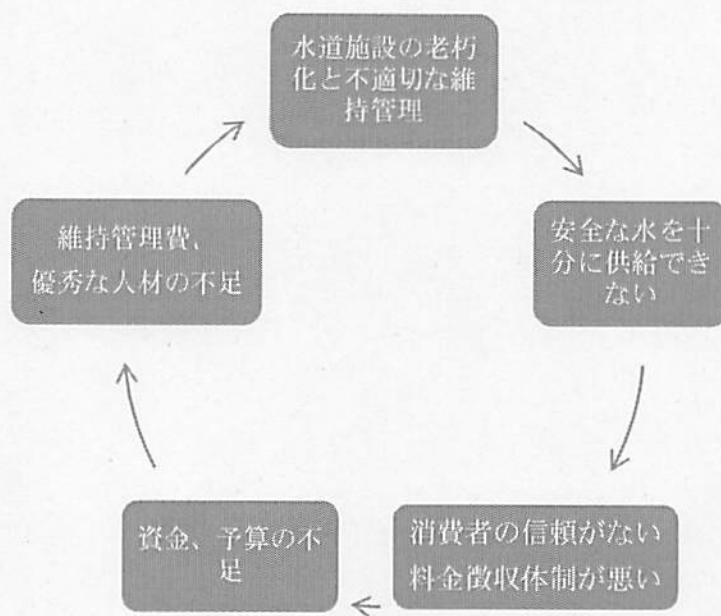 水道施設の老朽
化と不適切な維
持管理
安全な水を十
分に供給でき
ない
消費者の信頼がない
料金徴収体制が悪い
資金、予算の不
足
維持管理費、
優秀な人材の不足